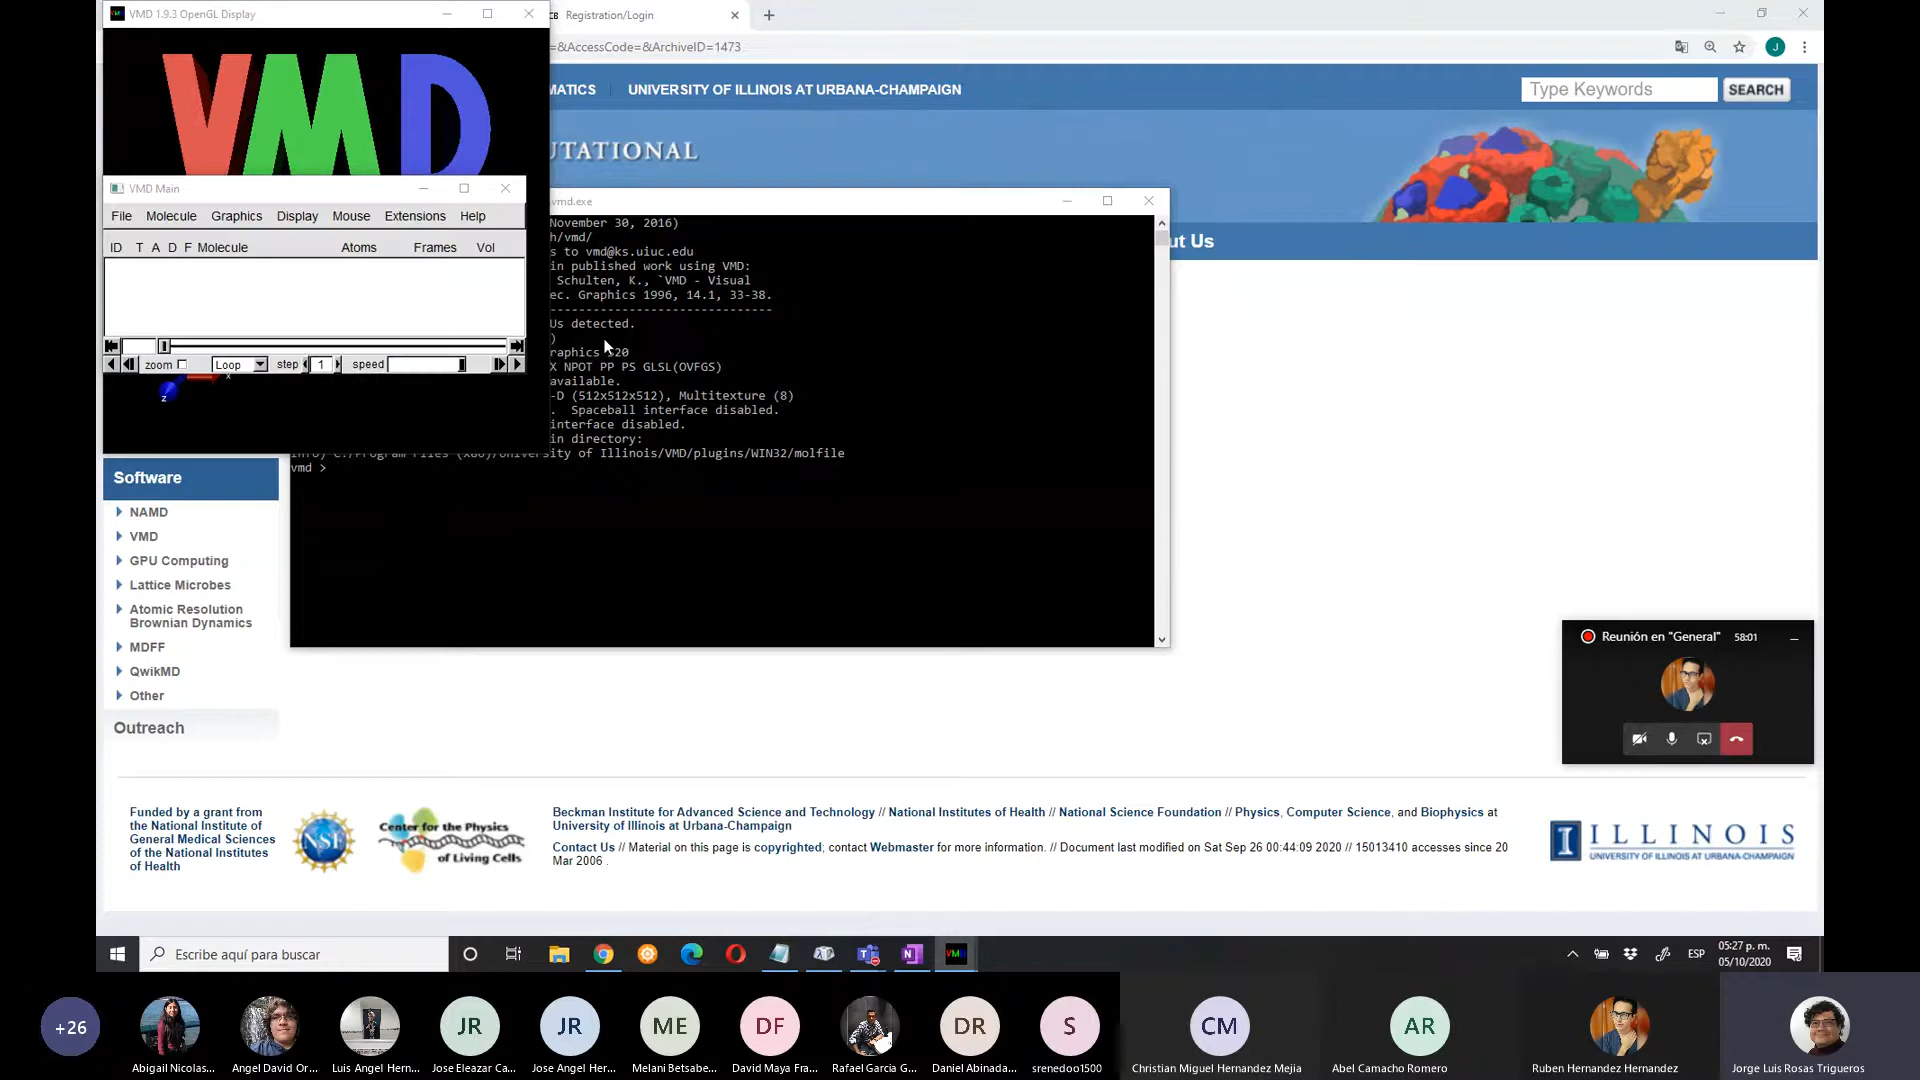 VMD 1.9.3 OpenGL Display
Registration/Login
=&AccessCode=&ArchiveID=1473
J
MATICS
UNIVERSITY OF ILLINOIS AT URBANA-CHAMPAIGN
Type Keywords
SEARCH
VMD
UTATIONAL
VMD Main
File Molecule Graphics Display Mouse Extensions Help
ID T A D F Molecule Atoms Frames Vol
zoom Loop step 1 speed
x
z
vmd.exe
November 30, 2016)
h/vmd/
s to vmd@ks.uiuc.edu
in published work using VMD:
Schulten, K., `VMD - Visual
ec. Graphics 1996, 14.1, 33-38.
-----------------------------
Us detected.
)
raphics 520
X NPOT PP PS GLSL(OVFGS)
available.
-D (512x512x512), Multitexture (8)
. Spaceball interface disabled.
interface disabled.
in directory:
Info) C:/Program Files (x86)/University of Illinois/VMD/plugins/WIN32/molfile
vmd >
ut Us
Software
NAMD
VMD
GPU Computing
Lattice Microbes
Atomic Resolution
Brownian Dynamics
MDFF
QwikMD
Other
Outreach
Reunión en "General" 58:01
Funded by a grant from
the National Institute of
General Medical Sciences
of the National Institutes
of Health
NSF
Center for the Physics
of Living Cells
Beckman Institute for Advanced Science and Technology // National Institutes of Health // National Science Foundation // Physics, Computer Science, and Biophysics at
University of Illinois at Urbana-Champaign
Contact Us // Material on this page is copyrighted; contact Webmaster for more information. // Document last modified on Sat Sep 26 00:44:09 2020 // 15013410 accesses since 20
Mar 2006 .
I ILLINOIS
UNIVERSITY OF ILLINOIS AT URBANA-CHAMPAIGN
Escribe aquí para buscar
VMD
ESP
05:27 p. m.
05/10/2020
+26
JR
JR
ME
DF
DR
S
CM
AR
Abigail Nicolas...
Angel David Or...
Luis Angel Hern...
Jose Eleazar Ca...
Jose Angel Her...
Melani Betsabe...
David Maya Fra...
Rafael Garcia G...
Daniel Abinada...
srenedoo1500
Christian Miguel Hernandez Mejia
Abel Camacho Romero
Ruben Hernandez Hernandez
Jorge Luis Rosas Trigueros